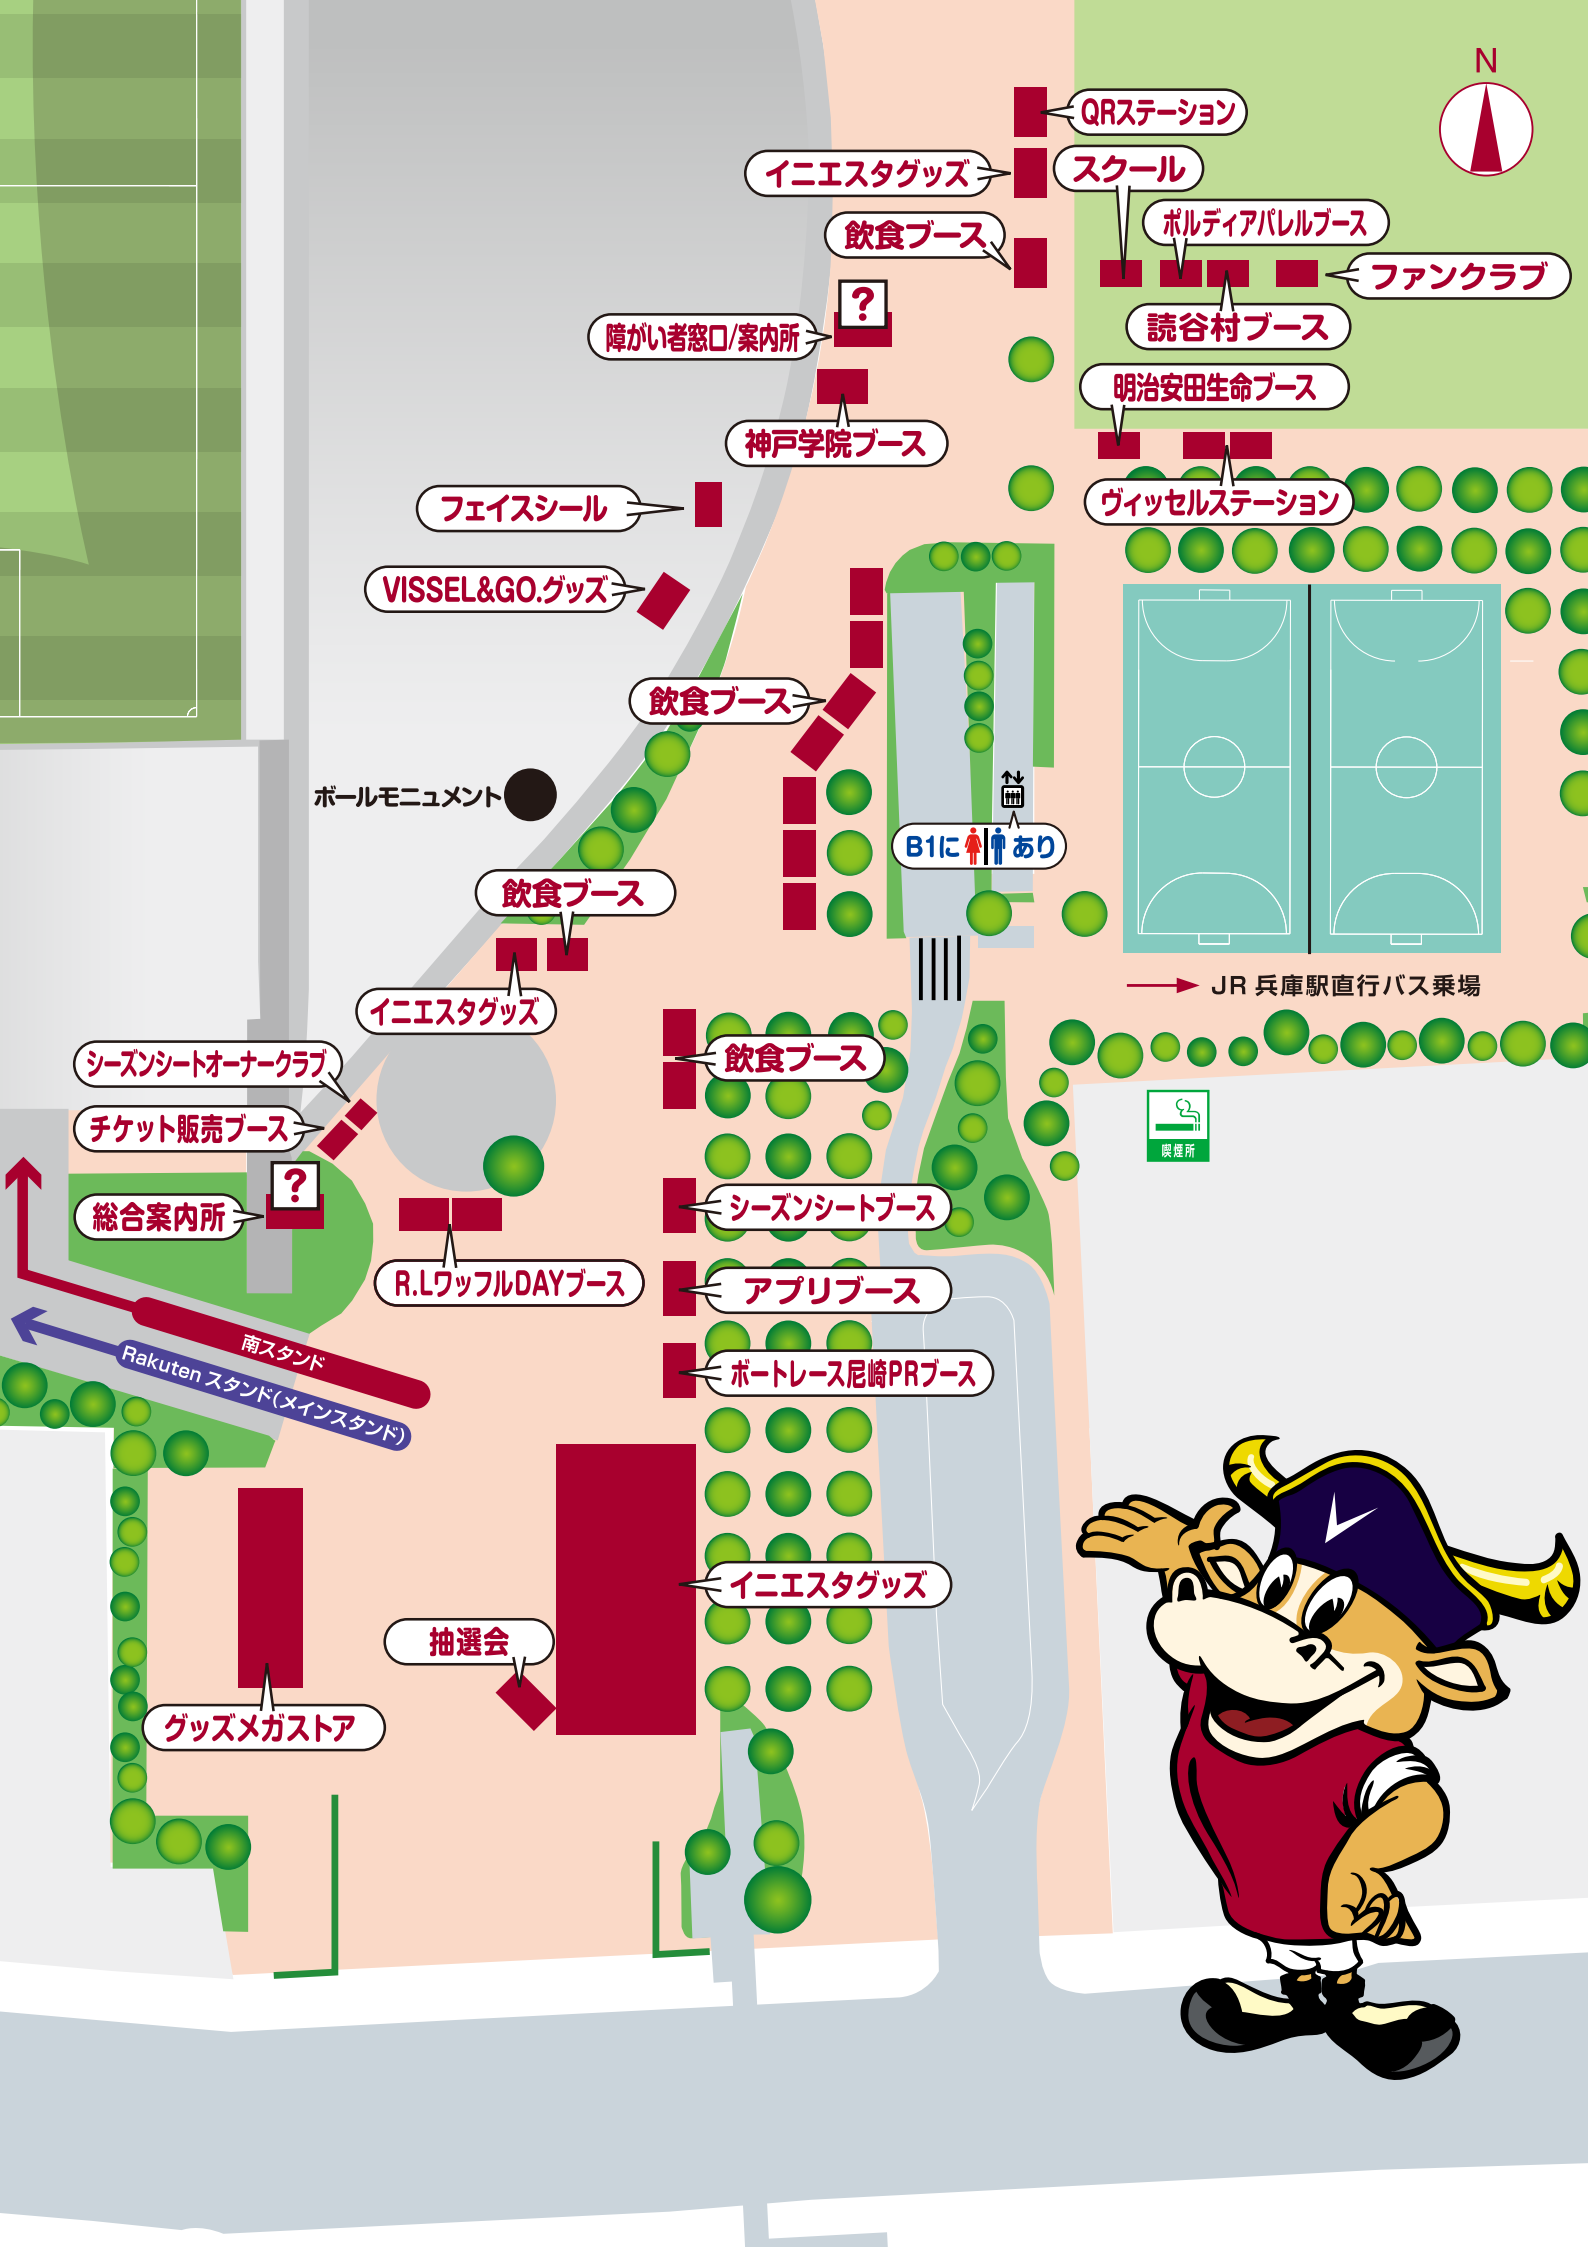 N
QRステーション
イニエスタグッズ
スクール
飲食ブース
ポルディアパレルブース
ファンクラブ
?
障がい者窓口/案内所
読谷村ブース
明治安田生命ブース
神戸学院ブース
フェイスシール
ヴィッセルステーション
VISSEL&GO.グッズ
飲食ブース
ボールモニュメント
B1に
あり
飲食ブース
イニエスタグッズ
JR 兵庫駅直行バス乗場
シーズンシートオーナークラブ
飲食ブース
チケット販売ブース
喫煙所
?
総合案内所
シーズンシートブース
R.LワッフルDAYブース
アプリブース
南スタンド
Rakuten スタンド(メインスタンド)
ボートレース尼崎PRブース
イニエスタグッズ
抽選会
グッズメガストア